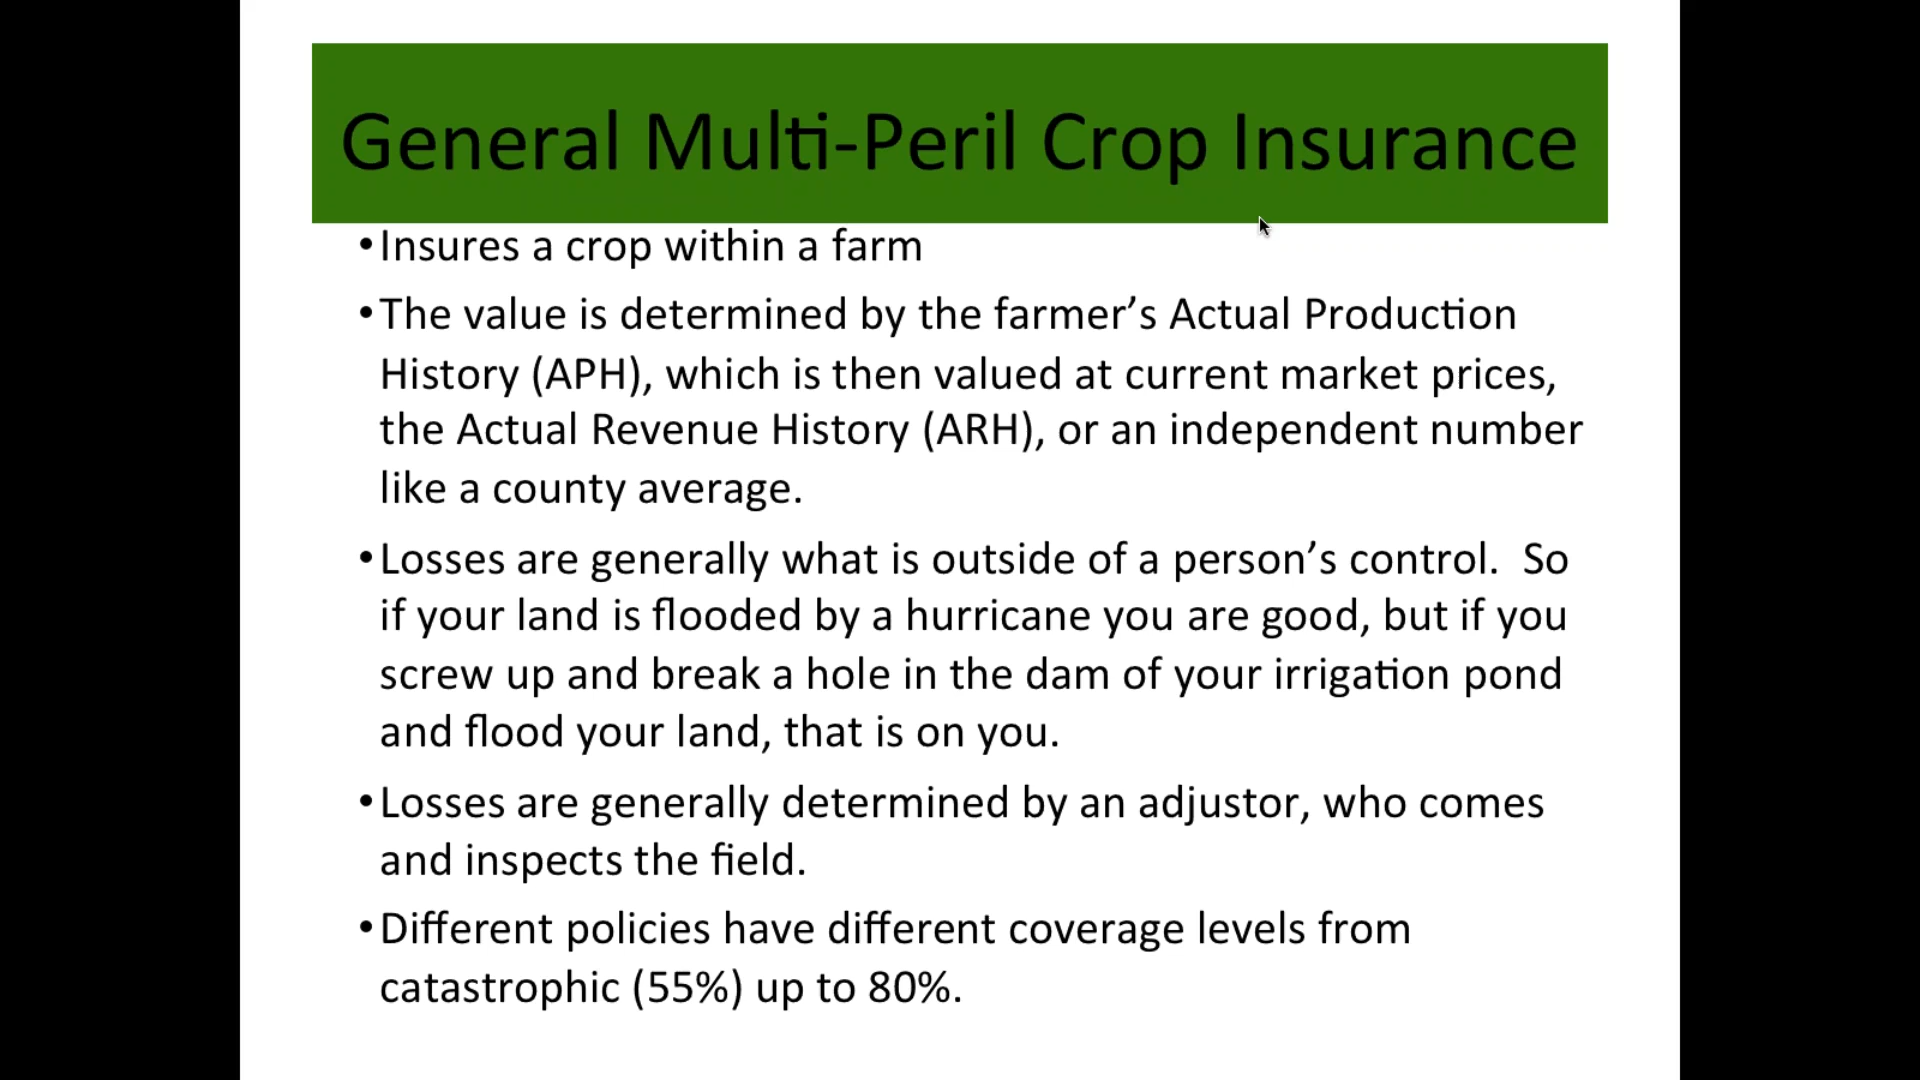 General Multi-Peril Crop Insurance
•Insures a crop within a farm
•The value is determined by the farmer’s Actual Production
History (APH), which is then valued at current market prices,
the Actual Revenue History (ARH), or an independent number
like a county average.
•Losses are generally what is outside of a person’s control.  So
if your land is flooded by a hurricane you are good, but if you
screw up and break a hole in the dam of your irrigation pond
and flood your land, that is on you.
•Losses are generally determined by an adjustor, who comes
and inspects the field.
•Different policies have different coverage levels from
catastrophic (55%) up to 80%.